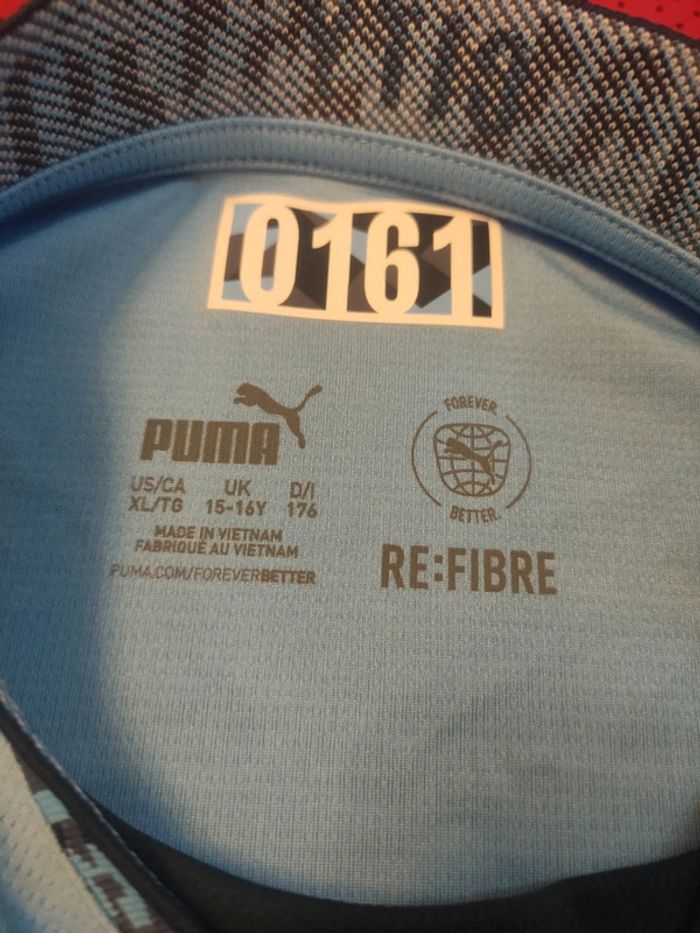 0161
PUMA
US/CA UK D/I
XL/TG 15-16Y 176
MADE IN VIETNAM
FABRIQUÉ AU VIETNAM
PUMA.COM/FOREVERBETTER
FOREVER.
BETTER.
RE:FIBRE